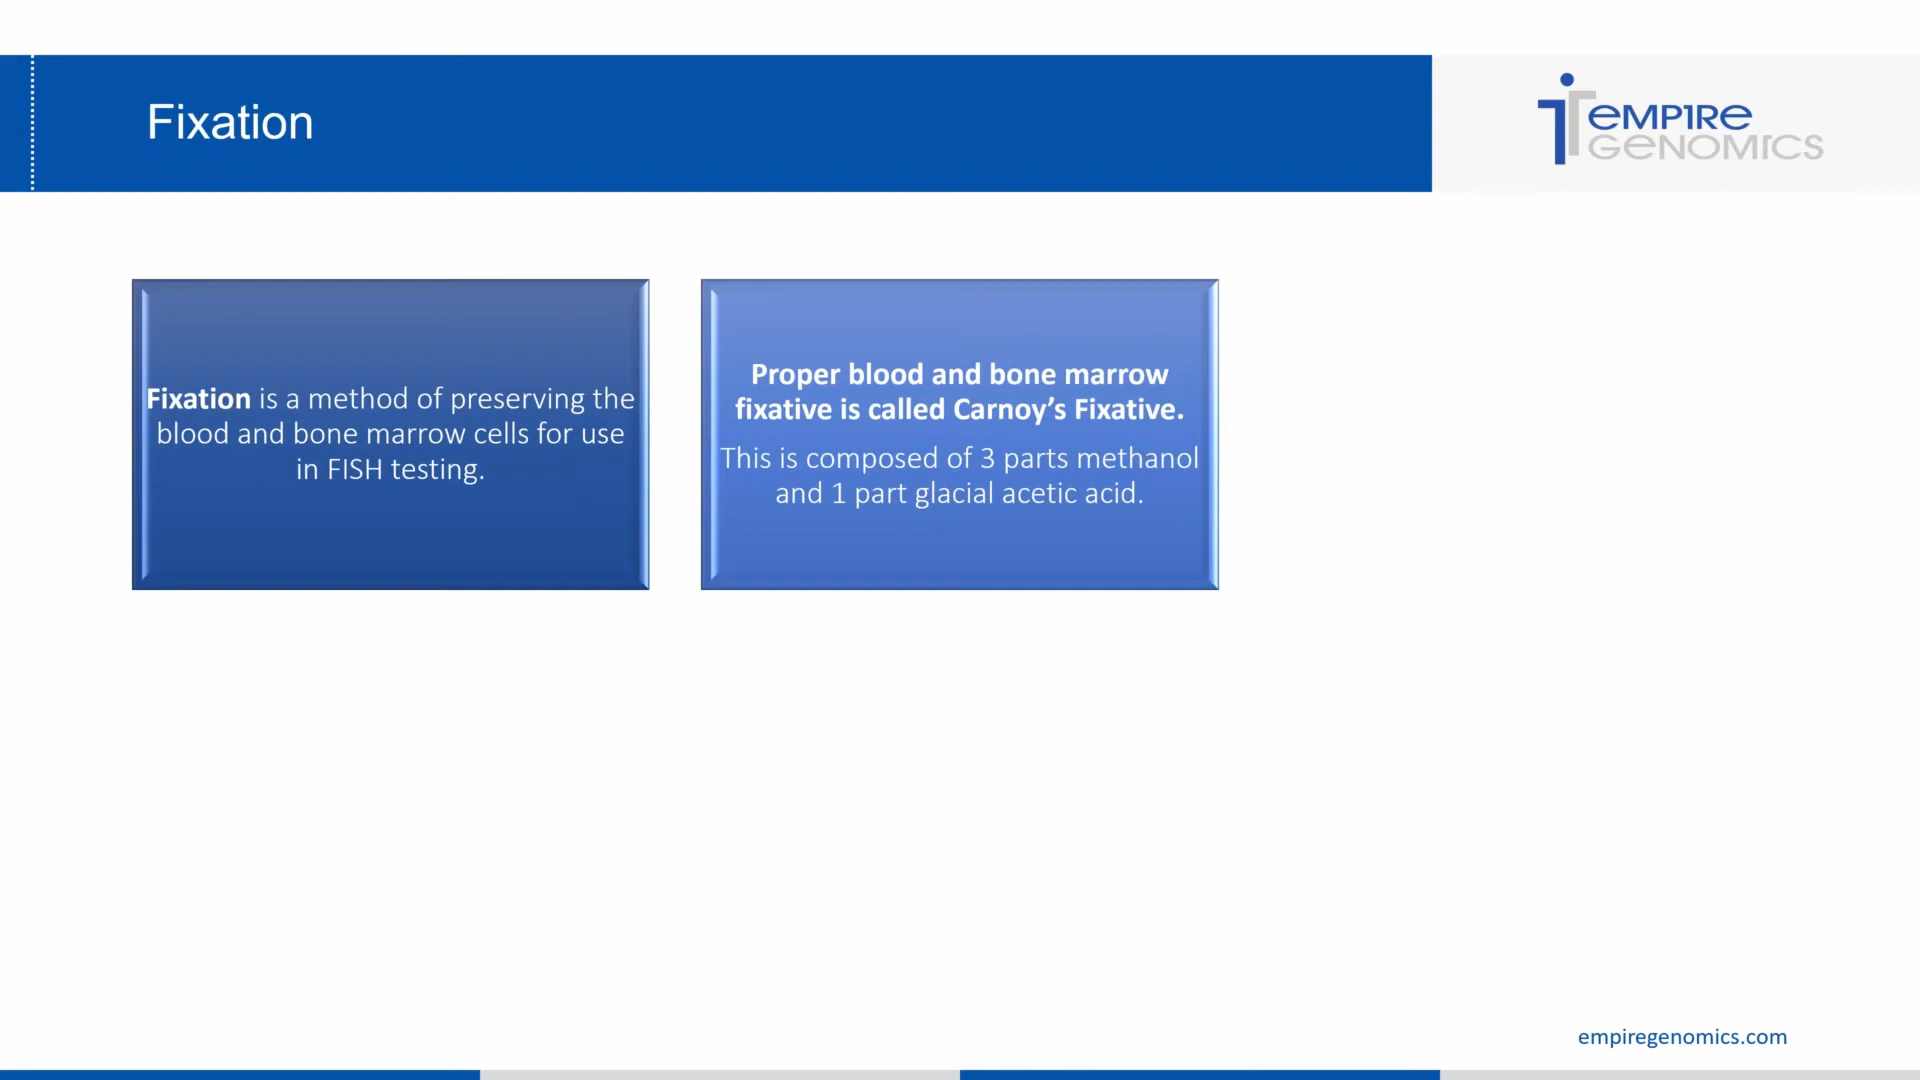 Fixation
EMPIRE
GENOMICS
Fixation is a method of preserving the
blood and bone marrow cells for use
in FISH testing.
Proper blood and bone marrow
fixative is called Carnoy’s Fixative.
This is composed of 3 parts methanol
and 1 part glacial acetic acid.
empiregenomics.com